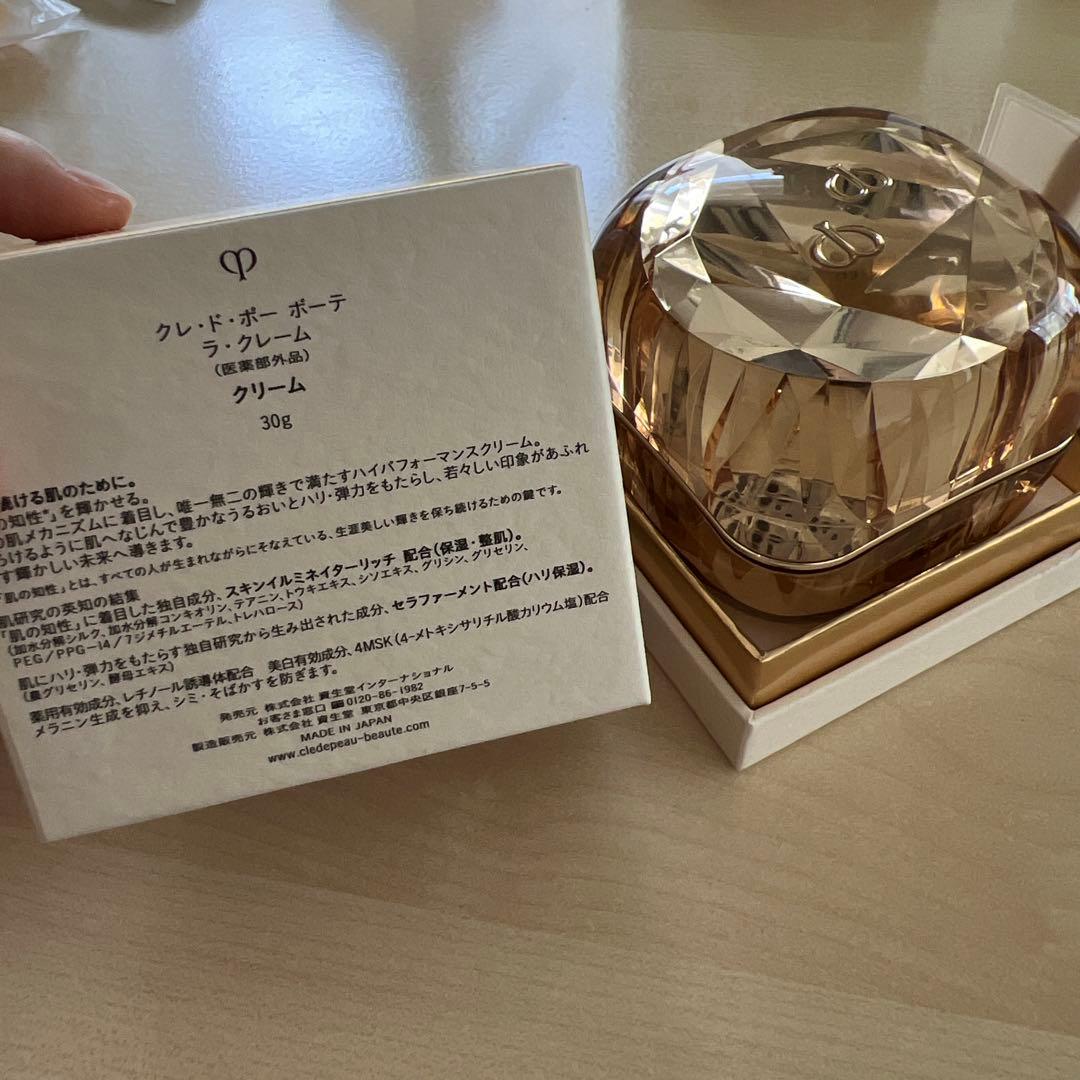 クレ・ド・ポー ボーテ
ラ・クレーム
(医薬部外品)
クリーム
30g
続ける肌のために。
の知性*」を輝かせる。
の肌メカニズムに着目し、唯一無二の輝きで満たすハイパフォーマンスクリーム。
らけるように肌へなじんで豊かなうるおいとハリ・弾力をもたらし、若々しい印象があふれ
す輝かしい未来へ導きます。
「肌の知性」とは、すべての人が生まれながらにそなえている、生涯美しい輝きを保ち続けるための鍵です。
肌研究の英知の結集
「肌の知性」に着目した独自成分、スキンイルミネイターリッチ 配合(保湿・整肌)。
(加水分解シルク、加水分解コンキオリン、テアニン、トウキエキス、シソエキス、グリシン、グリセリン、
PEG/PPG-14/7ジメチルエーテル、トレハロース)
肌にハリ・弾力をもたらす独自研究から生み出された成分、セラファーメント配合(ハリ保湿)。
(農グリセリン、酵母エキス)
薬用有効成分、レチノール誘導体配合 美白有効成分、4MSK(4-メトキシサリチル酸カリウム塩)配合
メラニン生成を抑え、シミ・そばかすを防ぎます。
発売元 株式会社 資生堂インターナショナル
お客さま窓口 0120-86-1982
製造販売元 株式会社 資生堂 東京都中央区銀座7-5-5
MADE IN JAPAN
www.cledepeau-beaute.com